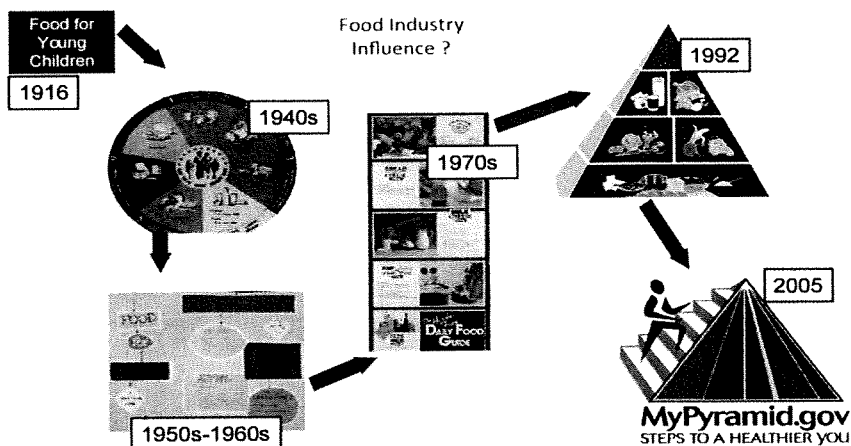 Food for
Young
Children
1916
Food Industry
Influence ?
1940s
1970s
1992
FOOD
1950s-1960s
DAILY FOOD
GUIDE
2005
MyPyramid.gov
STEPS TO A HEALTHIER YOU